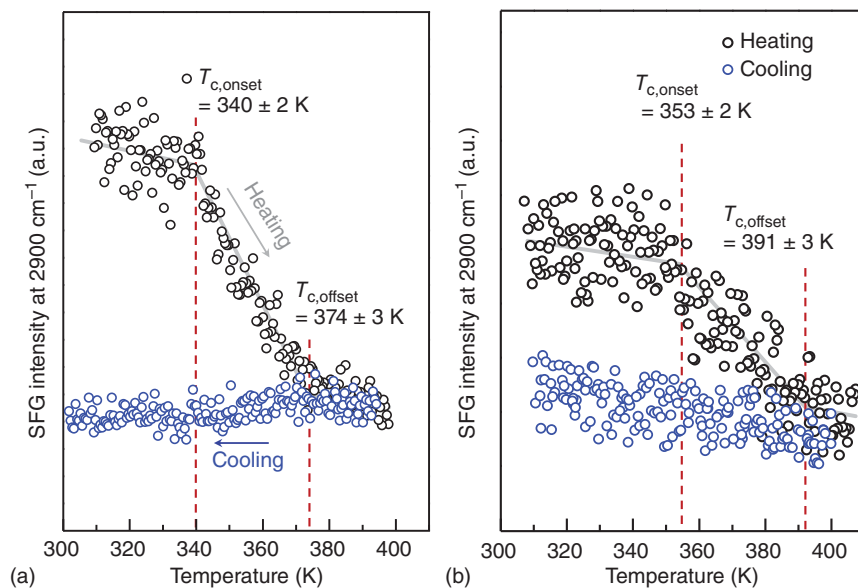 SFG intensity at 2900 cm⁻¹ (a.u.)
T_c,onset
= 340 ± 2 K
Heating
T_c,offset
= 374 ± 3 K
Cooling
300 320 340 360 380 400
(a)
Temperature (K)
SFG intensity at 2900 cm⁻¹ (a.u.)
Heating
Cooling
T_c,onset
= 353 ± 2 K
T_c,offset
= 391 ± 3 K
300 320 340 360 380 400
(b)
Temperature (K)